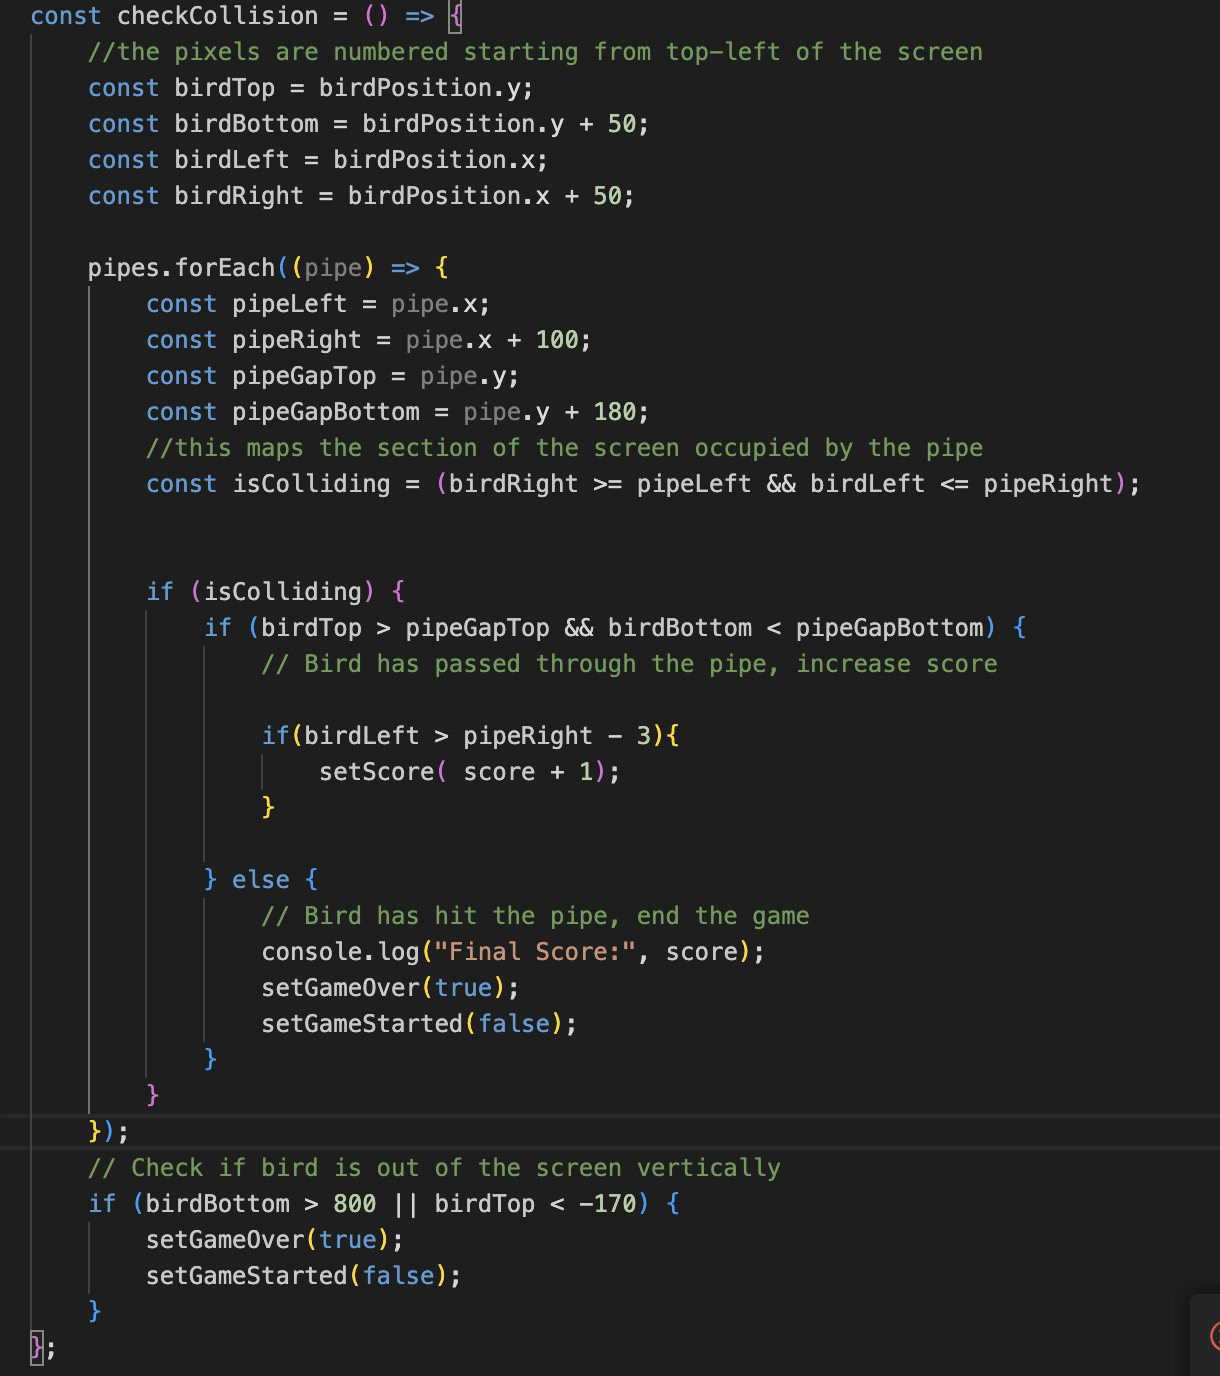 const checkCollision = () => {
    //the pixels are numbered starting from top-left of the screen
    const birdTop = birdPosition.y;
    const birdBottom = birdPosition.y + 50;
    const birdLeft = birdPosition.x;
    const birdRight = birdPosition.x + 50;

    pipes.forEach((pipe) => {
        const pipeLeft = pipe.x;
        const pipeRight = pipe.x + 100;
        const pipeGapTop = pipe.y;
        const pipeGapBottom = pipe.y + 180;
        //this maps the section of the screen occupied by the pipe
        const isColliding = (birdRight >= pipeLeft && birdLeft <= pipeRight);


        if (isColliding) {
            if (birdTop > pipeGapTop && birdBottom < pipeGapBottom) {
                // Bird has passed through the pipe, increase score

                if(birdLeft > pipeRight - 3){
                    setScore( score + 1);
                }

            } else {
                // Bird has hit the pipe, end the game
                console.log("Final Score:", score);
                setGameOver(true);
                setGameStarted(false);
            }
        }
    });
    // Check if bird is out of the screen vertically
    if (birdBottom > 800 || birdTop < -170) {
        setGameOver(true);
        setGameStarted(false);
    }
};